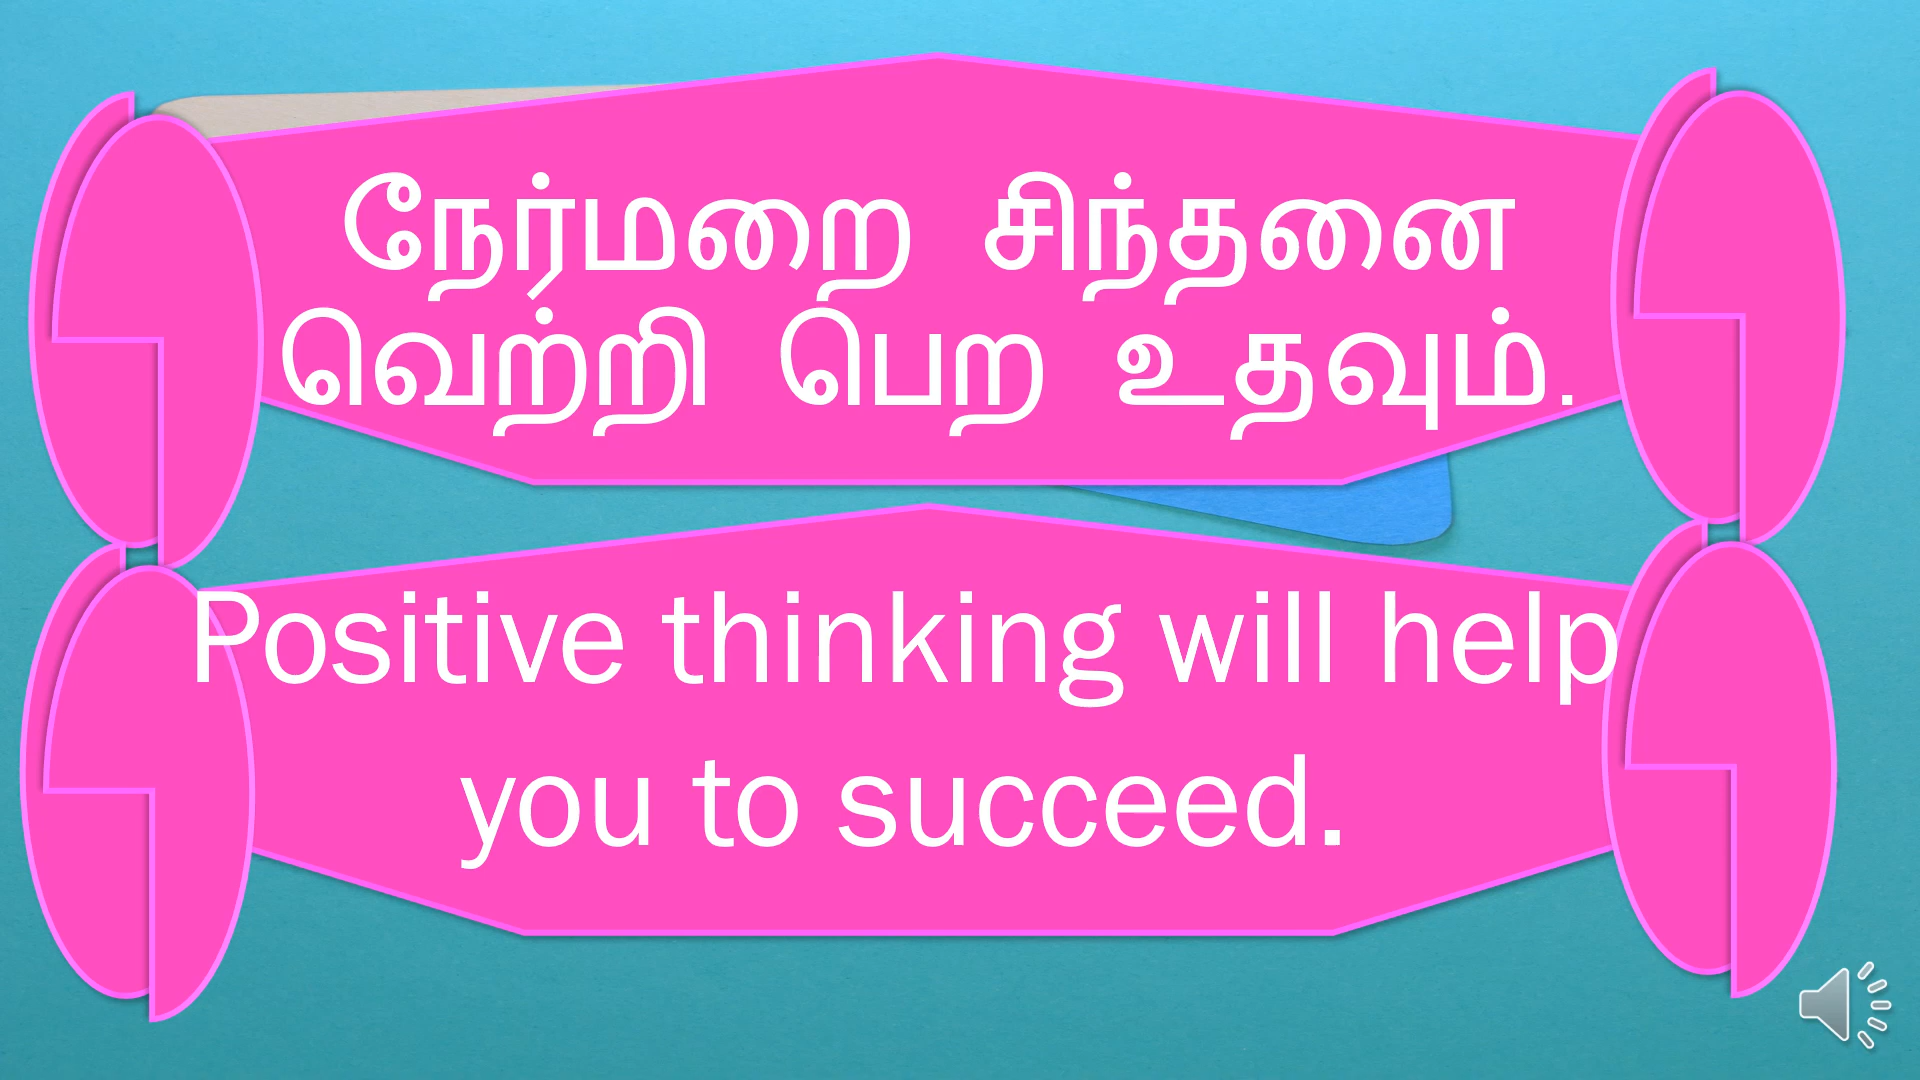 நேர்மறை சிந்தனை
வெற்றி பெற உதவும்.
Positive thinking will help
you to succeed.